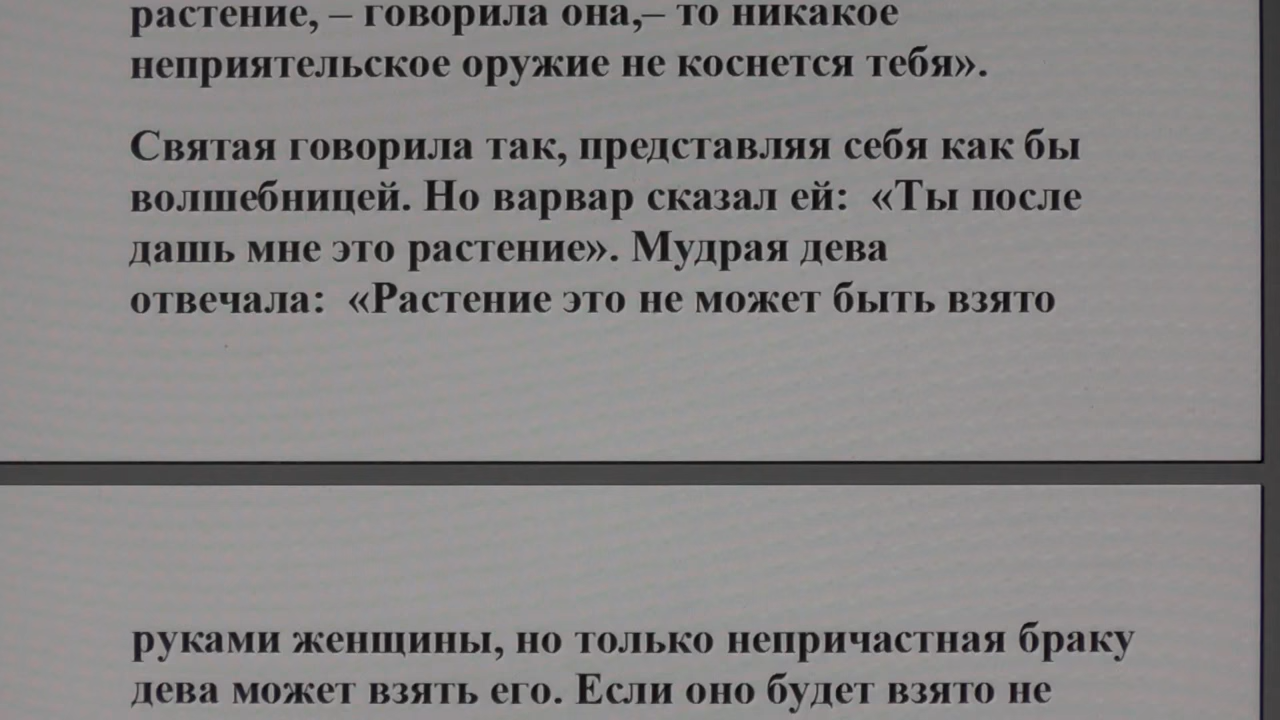 растение, – говорила она,– то никакое
неприятельское оружие не коснется тебя».
Святая говорила так, представляя себя как бы
волшебницей. Но варвар сказал ей:  «Ты после
дашь мне это растение». Мудрая дева
отвечала:  «Растение это не может быть взято
руками женщины, но только непричастная браку
дева может взять его. Если оно будет взято не